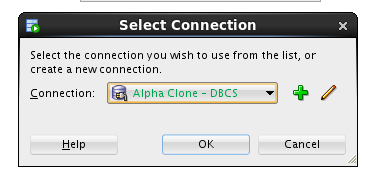 Select Connection
Select the connection you wish to use from the list, or
create a new connection.
Connection: Alpha Clone - DBCS
Help OK Cancel